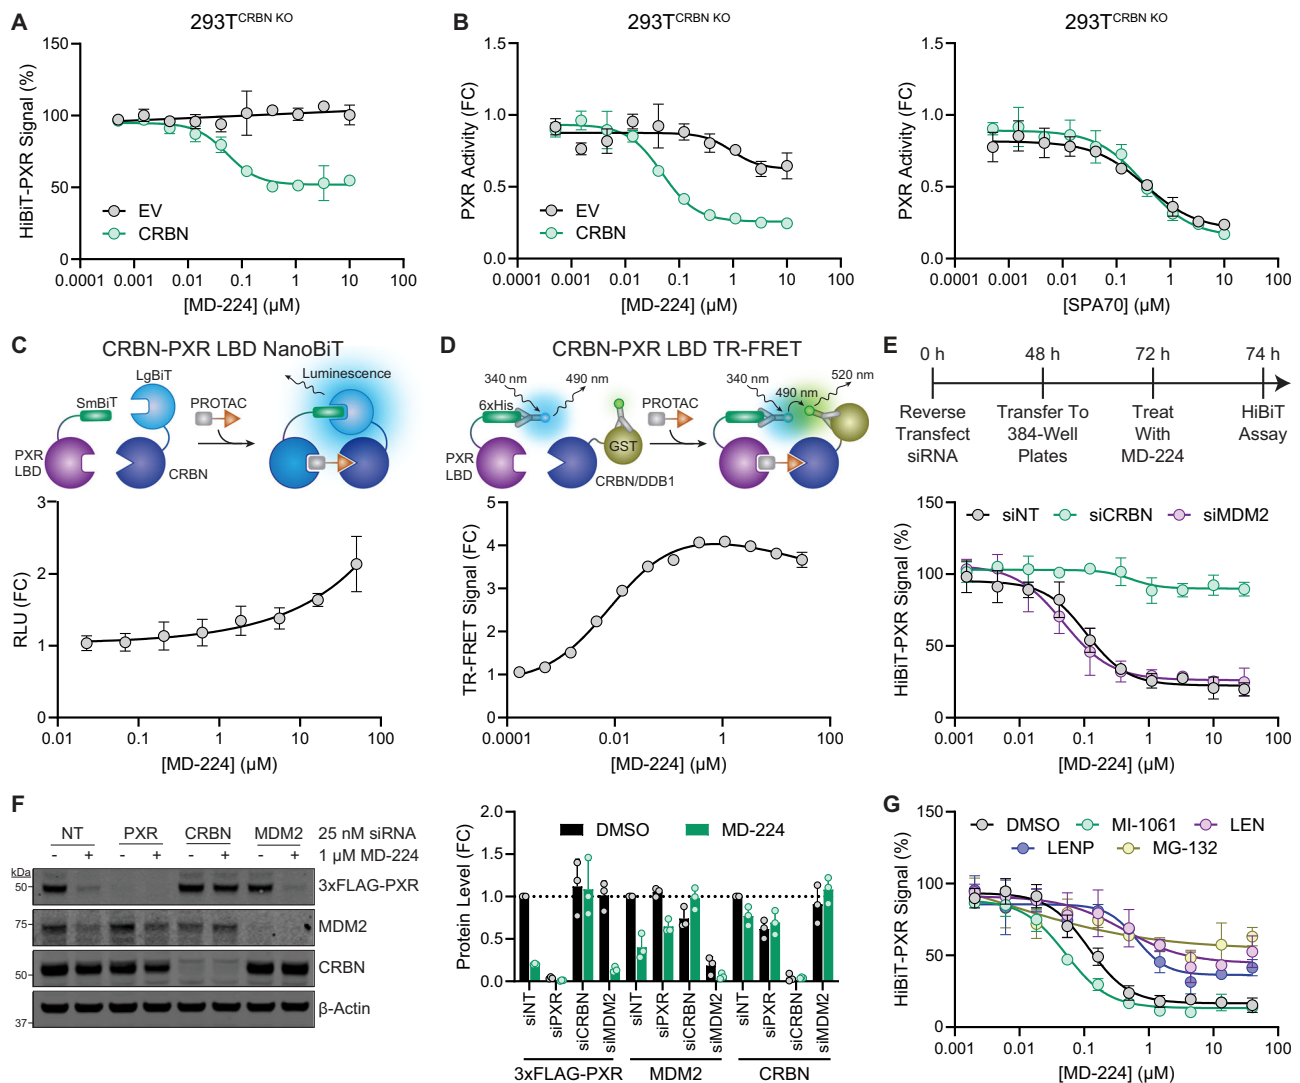 A
293T^CRBN KO
HiBiT-PXR Signal (%)
150
100
50
0
EV
CRBN
0.0001 0.001 0.01 0.1 1 10 100
[MD-224] (µM)
B
293T^CRBN KO
PXR Activity (FC)
1.5
1.0
0.5
0.0
EV
CRBN
0.0001 0.001 0.01 0.1 1 10 100
[MD-224] (µM)
293T^CRBN KO
PXR Activity (FC)
1.5
1.0
0.5
0.0
0.0001 0.001 0.01 0.1 1 10 100
[SPA70] (µM)
C
CRBN-PXR LBD NanoBiT
LgBiT
SmBiT
PROTAC
Luminescence
PXR
LBD
CRBN
RLU (FC)
3
2
1
0
0.01 0.1 1 10 100
[MD-224] (µM)
D
CRBN-PXR LBD TR-FRET
340 nm
490 nm
6xHis
PROTAC
GST
PXR
LBD
CRBN/DDB1
340 nm
490 nm
520 nm
TR-FRET Signal (FC)
5
4
3
2
1
0
0.0001 0.01 1 100
[MD-224] (µM)
E
0 h 48 h 72 h 74 h
Reverse Transfer To Treat HiBiT
Transfect 384-Well With Assay
siRNA Plates MD-224
siNT siCRBN siMDM2
HiBiT-PXR Signal (%)
150
100
50
0
0.001 0.01 0.1 1 10 100
[MD-224] (µM)
F
NT PXR CRBN MDM2 25 nM siRNA
- + - + - + - + 1 µM MD-224
kDa
50 3xFLAG-PXR
75 MDM2
50 CRBN
37 β-Actin
Protein Level (FC)
2.0
1.5
1.0
0.5
0.0
DMSO MD-224
siNT siPXR siCRBN siMDM2 siNT siPXR siCRBN siMDM2 siNT siPXR siCRBN siMDM2
3xFLAG-PXR MDM2 CRBN
G
DMSO MI-1061 LEN
LENP MG-132
HiBiT-PXR Signal (%)
150
100
50
0
0.001 0.01 0.1 1 10 100
[MD-224] (µM)